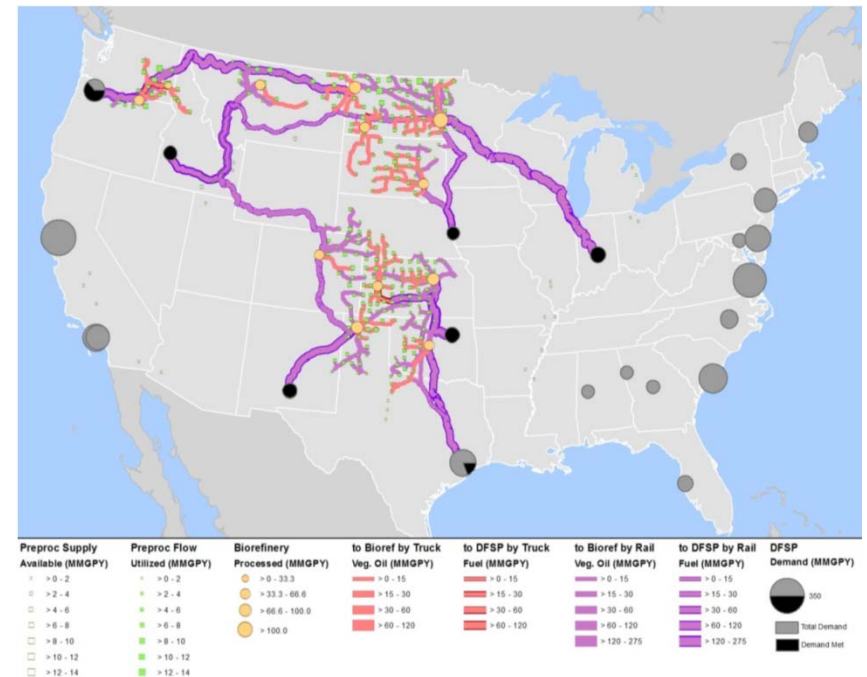 Preproc Supply
Available (MMGPY)
> 0 - 2
> 2 - 4
> 4 - 6
> 6 - 8
> 8 - 10
> 10 - 12
> 12 - 14
Preproc Flow
Utilized (MMGPY)
> 0 - 2
> 2 - 4
> 4 - 6
> 6 - 8
> 8 - 10
> 10 - 12
> 12 - 14
Biorefinery
Processed (MMGPY)
> 0 - 33.3
> 33.3 - 66.6
> 66.6 - 100.0
> 100.0
to Bioref by Truck
Veg. Oil (MMGPY)
> 0 - 15
> 15 - 30
> 30 - 60
> 60 - 120
to DFSP by Truck
Fuel (MMGPY)
> 0 - 15
> 15 - 30
> 30 - 60
> 60 - 120
to Bioref by Rail
Veg. Oil (MMGPY)
> 0 - 15
> 15 - 30
> 30 - 60
> 60 - 120
> 120 - 275
to DFSP by Rail
Fuel (MMGPY)
> 0 - 15
> 15 - 30
> 30 - 60
> 60 - 120
> 120 - 275
DFSP
Demand (MMGPY)
350
Total Demand
Demand Met